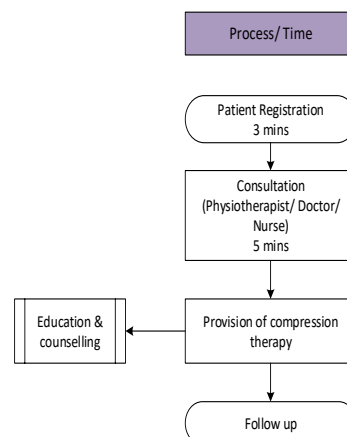 Process/ Time
Patient Registration
3 mins
Consultation
(Physiotherapist/ Doctor/
Nurse)
5 mins
Education &
counselling
Provision of compression
therapy
Follow up